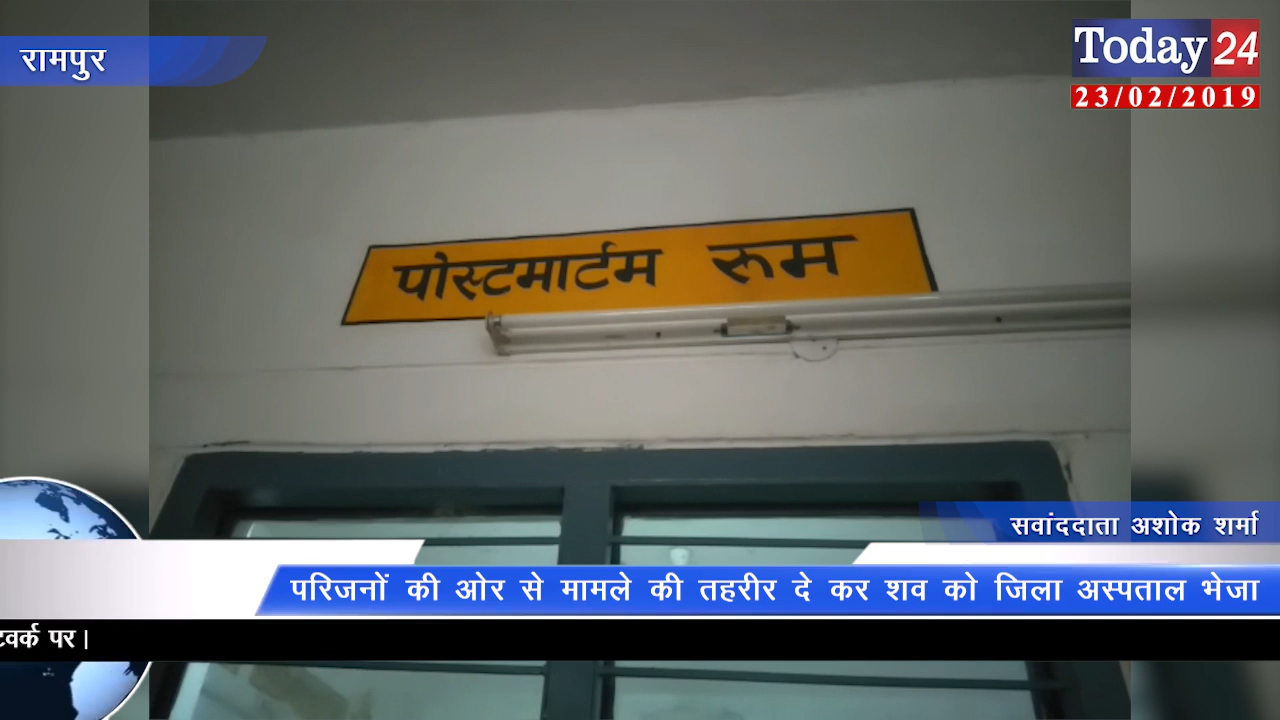 रामपुर
Today 24
23/02/2019
पोस्टमार्टम रुम
सवांददाता अशोक शर्मा
परिजनों की ओर से मामले की तहरीर दे कर शव को जिला अस्पताल भेजा
पर।